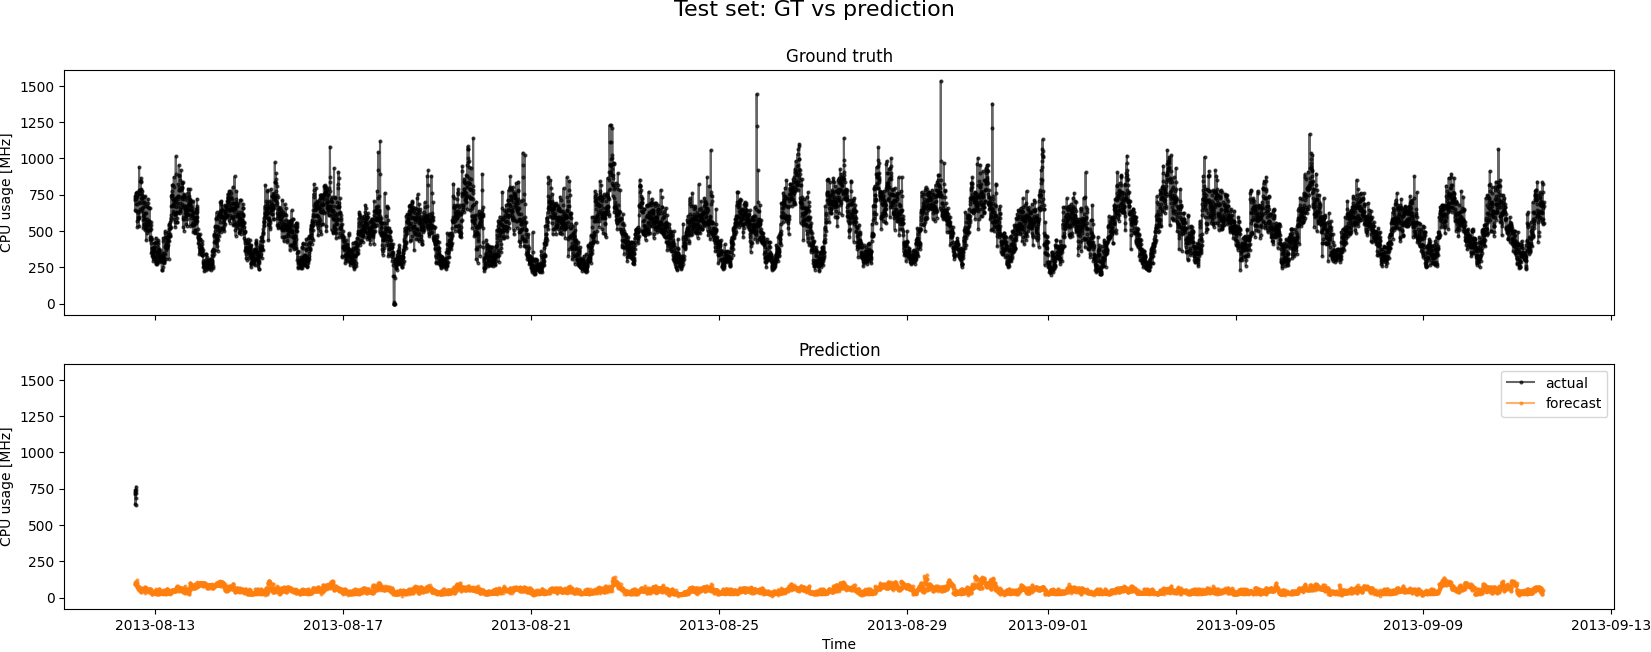 Test set: GT vs prediction
Ground truth
CPU usage [MHz]
1500
1250
1000
750
500
250
0
Prediction
CPU usage [MHz]
1500
1250
1000
750
500
250
0
actual
forecast
2013-08-13 2013-08-17 2013-08-21 2013-08-25 2013-08-29 2013-09-01 2013-09-05 2013-09-09 2013-09-13
Time